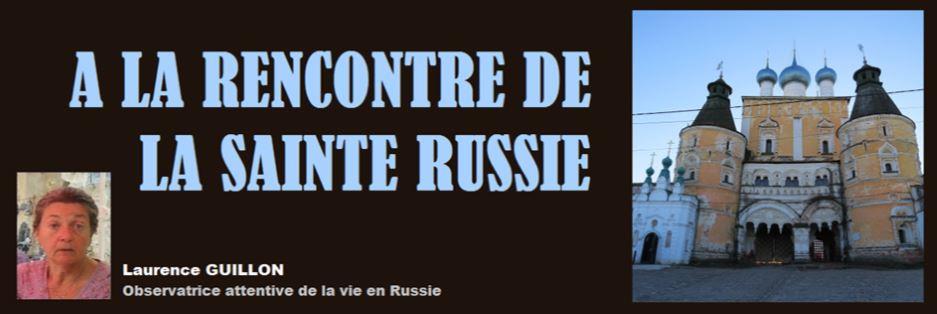 A LA RENCONTRE DE
LA SAINTE RUSSIE
Laurence GUILLON
Observatrice attentive de la vie en Russie